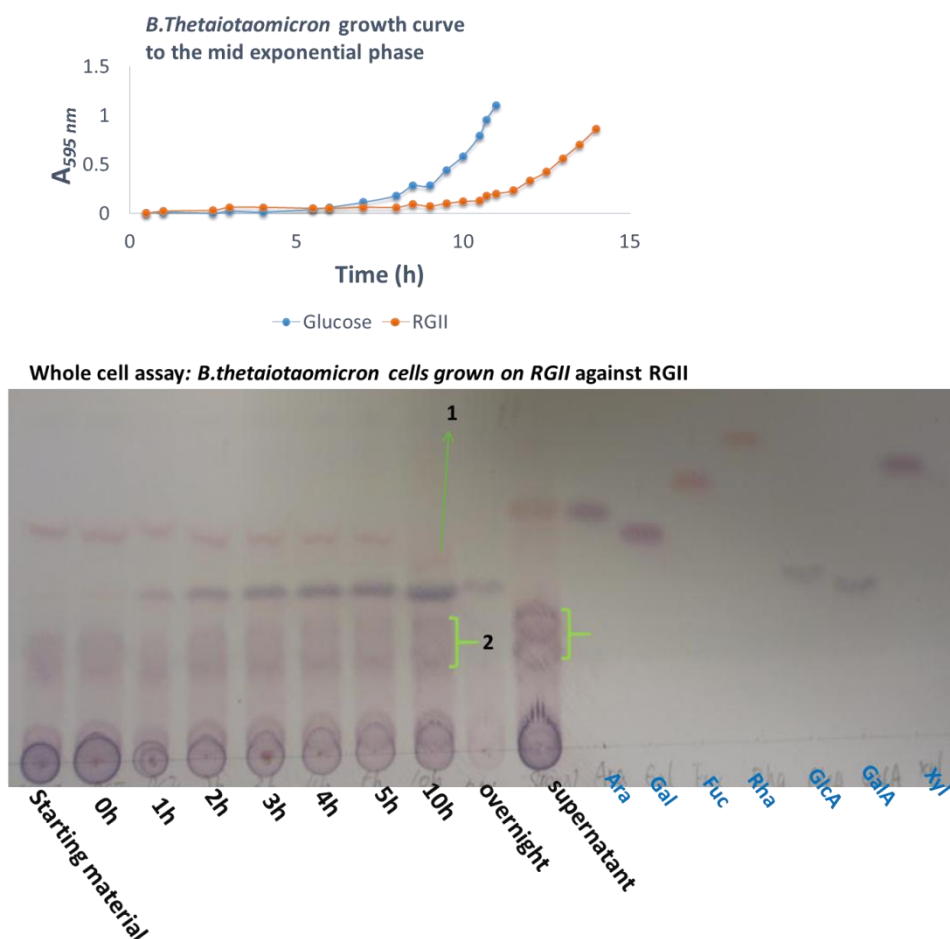 B.Thetaiotaomicron growth curve
to the mid exponential phase
1.5
1
0.5
0
A595 nm
0 5 10 15
Time (h)
Glucose RGII
Whole cell assay: B.thetaiotaomicron cells grown on RGII against RGII
1
2
Starting material
0h
1h
2h
3h
4h
5h
10h
overnight
supernatant
Ara
Gal
Fuc
Rha
GlcA
GalA
Xyl